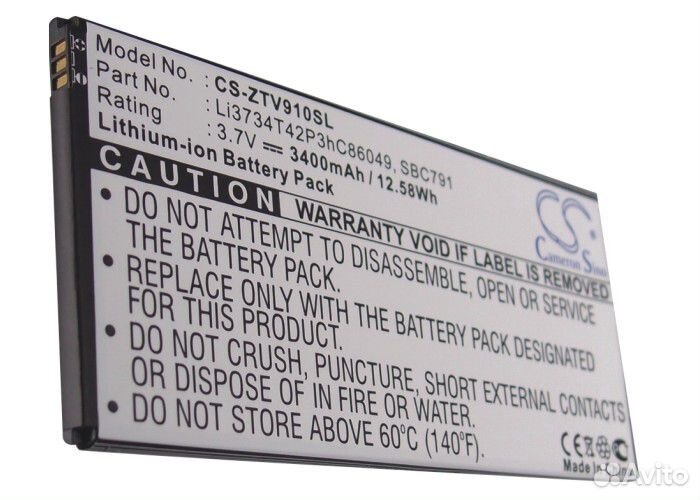 Model No. : CS-ZTV910SL
Part No. : Li3734T42P3hC86049, SBC791
Rating : 3.7V 3400mAh / 12.58Wh
Lithium-ion Battery Pack
CAUTION: WARRANTY VOID IF LABEL IS REMOVED.
CS
Cameron Sino
DO NOT ATTEMPT TO DISASSEMBLE, OPEN OR SERVICE
THE BATTERY PACK.
REPLACE ONLY WITH THE BATTERY PACK DESIGNATED
FOR THIS PRODUCT.
DO NOT CRUSH, PUNCTURE, SHORT EXTERNAL CONTACTS
OR DISPOSE OF IN FIRE OR WATER.
DO NOT STORE ABOVE 60°C (140°F).
CE
Made in China
Avito